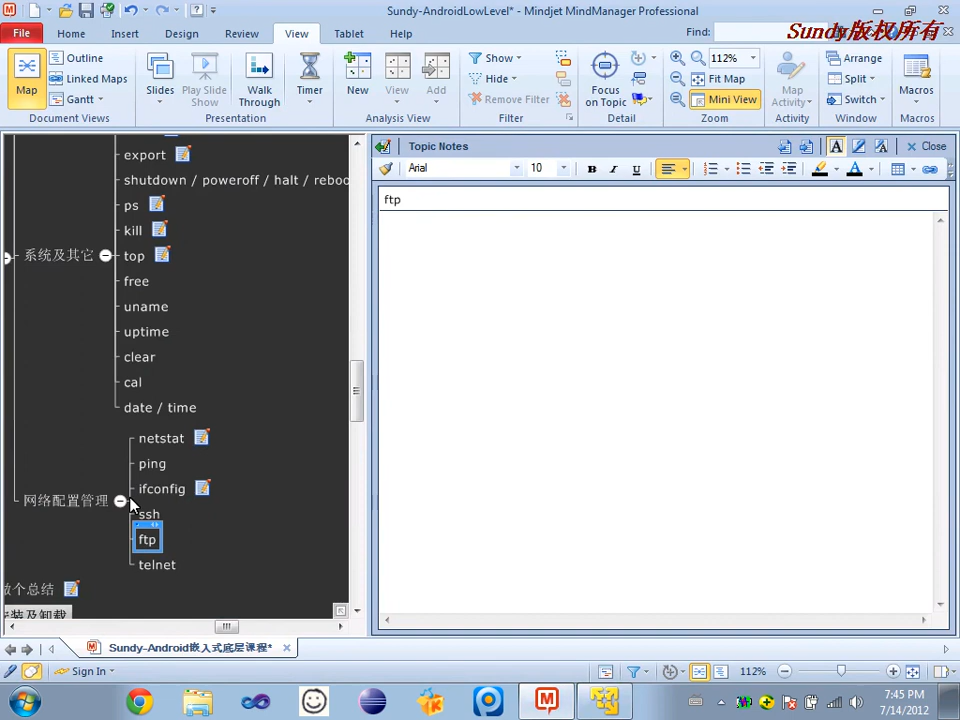 Sundy-AndroidLowLevel* - Mindjet MindManager Professional
Sundy版权所有
File
Home
Insert
Design
Review
View
Tablet
Help
Find:
Map
Outline
Linked Maps
Gantt
Document Views
Slides
Play Slide Show
Walk Through
Timer
Presentation
New
View
Add
Analysis View
Show
Hide
Remove Filter
Filter
Focus on Topic
Detail
112%
Fit Map
Mini View
Zoom
Map Activity
Activity
Arrange
Split
Switch
Window
Macros
Macros
export
shutdown / poweroff / halt / reboo
ps
kill
系统及其它
top
free
uname
uptime
clear
cal
date / time
netstat
ping
ifconfig
网络配置管理
ssh
ftp
telnet
做个总结
安装及卸载
Topic Notes
Close
Arial
10
B I U
ftp
Sundy-Android嵌入式底层课程*
Sign In
112%
7:45 PM
7/14/2012